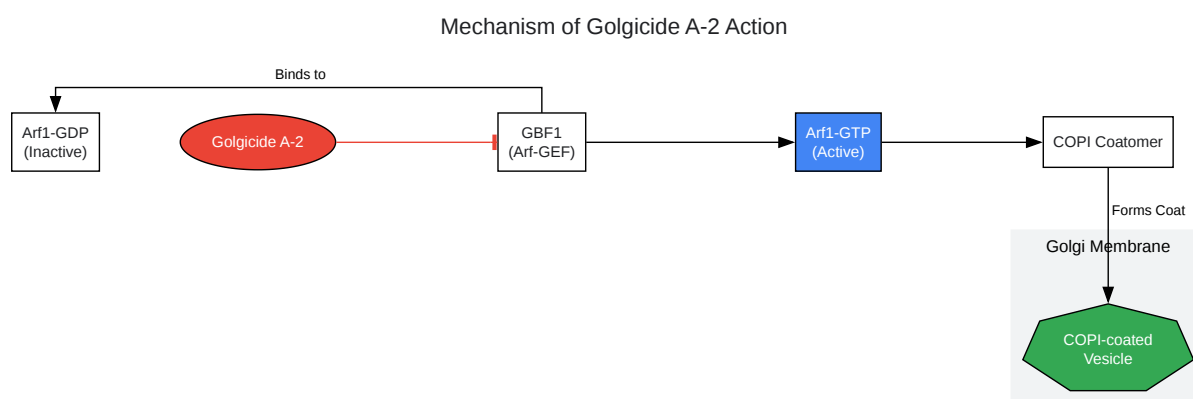 Mechanism of Golgicide A-2 Action
Binds to
Arf1-GDP
(Inactive)
Golgicide A-2
GBF1
(Arf-GEF)
Arf1-GTP
(Active)
COPI Coatomer
Forms Coat
Golgi Membrane
COPI-coated
Vesicle